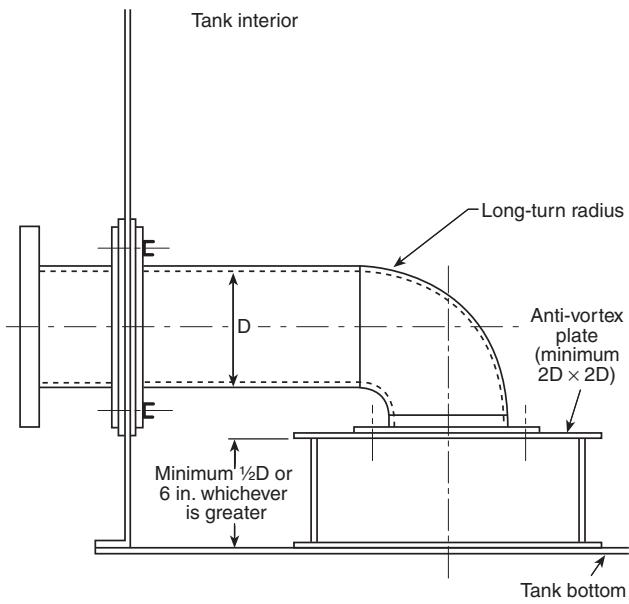 Tank interior
Long-turn radius
Anti-vortex
plate
(minimum
2D × 2D)
D
Minimum ½D or
6 in. whichever
is greater
Tank bottom